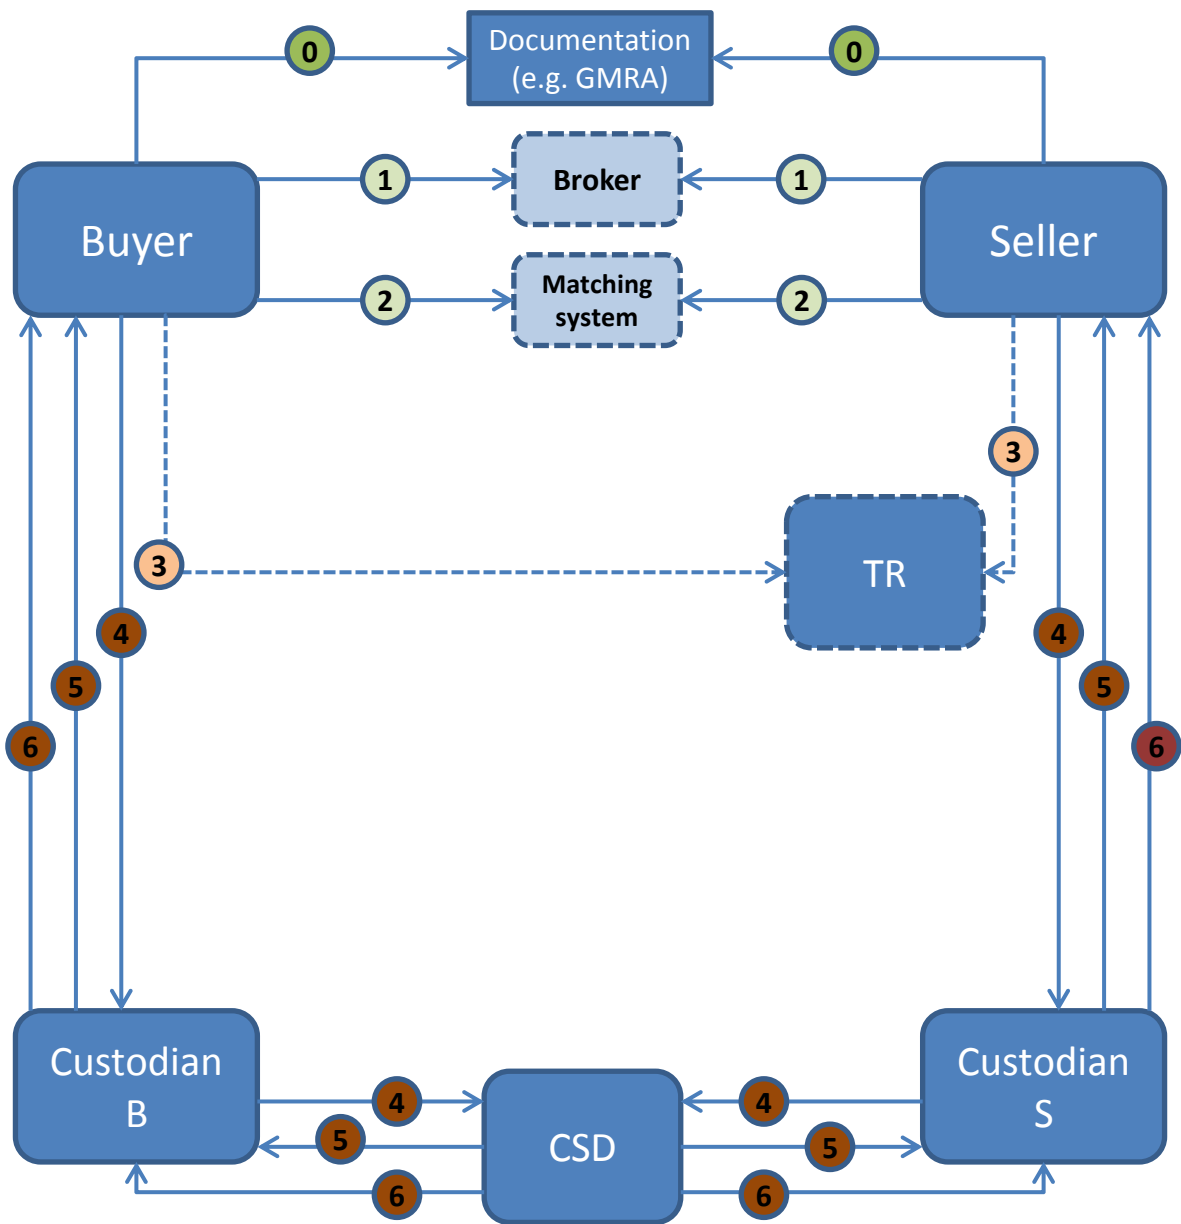 0
Documentation
(e.g. GMRA)
0
1
Broker
1
Buyer
Seller
2
Matching
system
2
3
3
TR
4
4
5
5
6
6
Custodian
B
Custodian
S
4
4
CSD
5
5
6
6